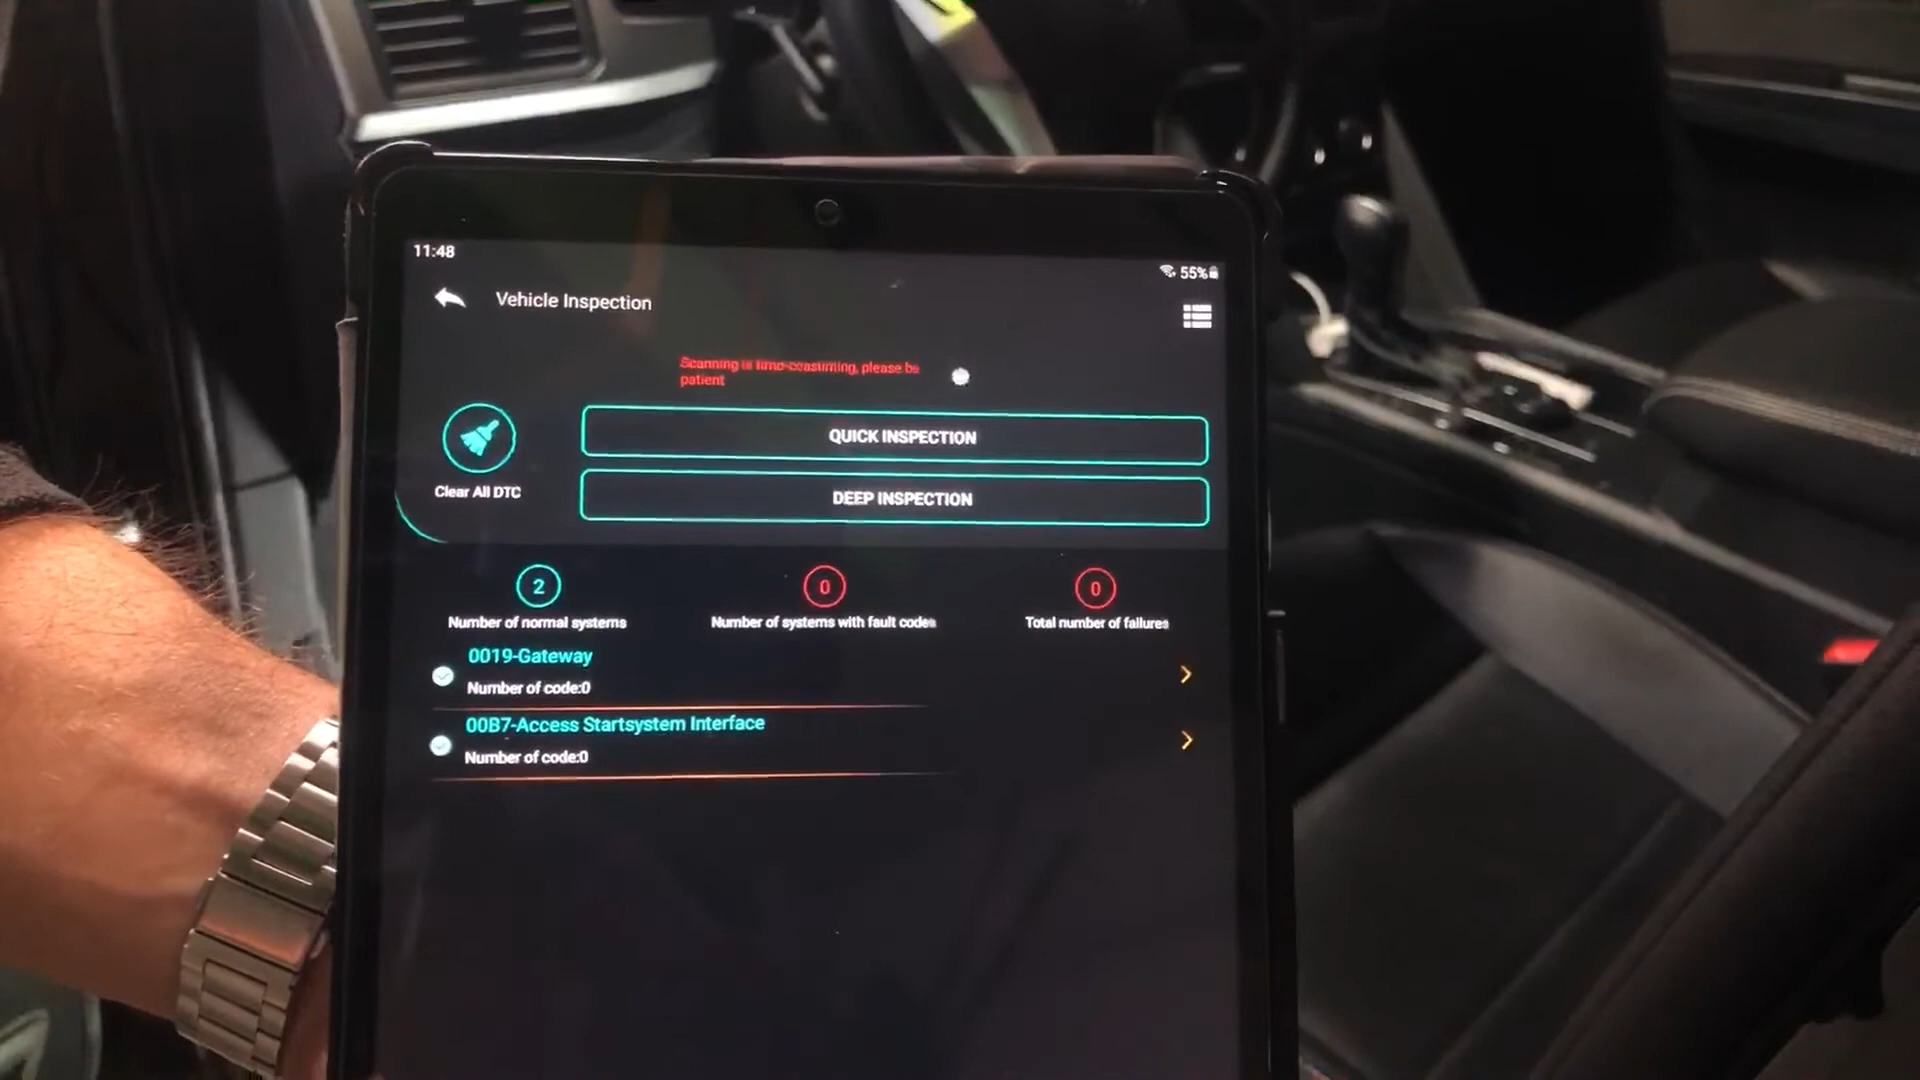 11:48
55%
Vehicle Inspection
Scanning is time-coasuming, please be
patient
QUICK INSPECTION
Clear All DTC
DEEP INSPECTION
2
0
0
Number of normal systems
Number of systems with fault codes
Total number of failures
0019-Gateway
Number of code:0
00B7-Access Startsystem Interface
Number of code:0